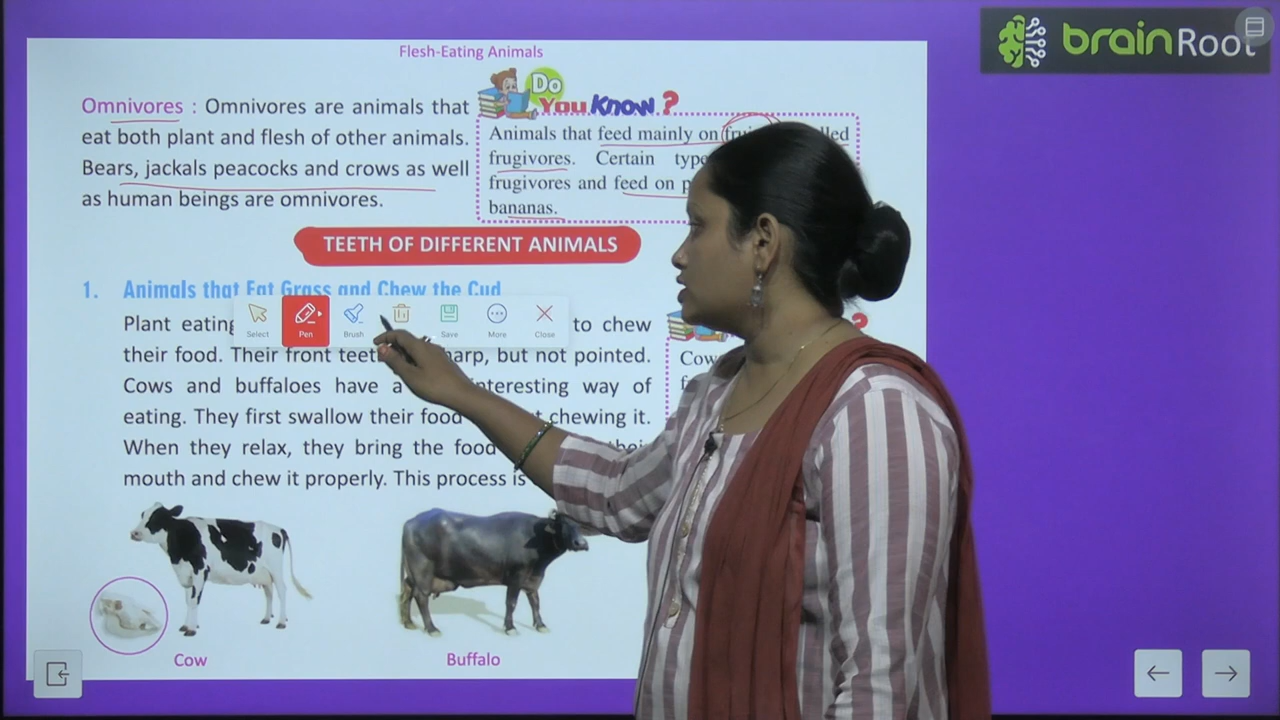 Flesh-Eating Animals
brainRoot
Omnivores : Omnivores are animals that
eat both plant and flesh of other animals.
Bears, jackals peacocks and crows as well
as human beings are omnivores.
Do
You Know ?
Animals that feed mainly on
frugivores. Certain
frugivores and feed on
bananas.
TEETH OF DIFFERENT ANIMALS
1. Animals that Eat Grass and Chew the Cud
Plant eating to chew
their food. Their front teeth sharp, but not pointed.
Cows and buffaloes have a interesting way of
eating. They first swallow their food chewing it.
When they relax, they bring the food
mouth and chew it properly. This process is
?
Select
Pen
Brush
Save
More
Close
Cow
Buffalo